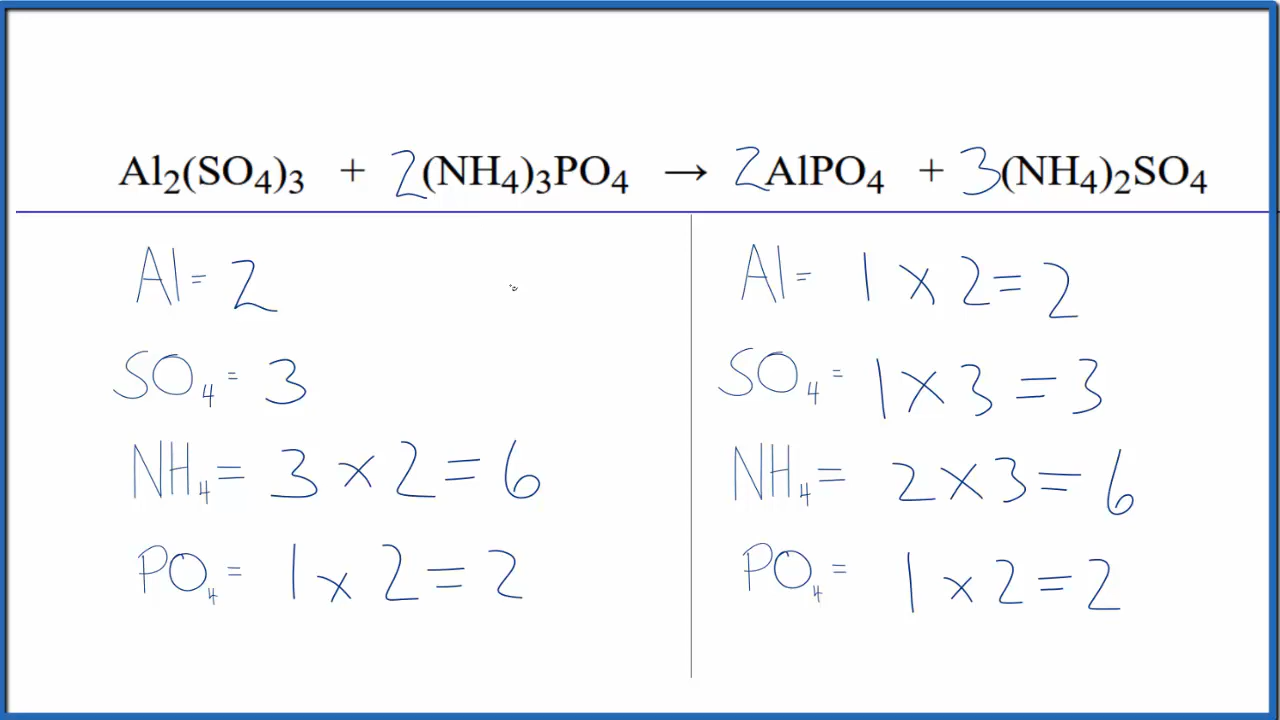 Al₂(SO₄)₃ + 2(NH₄)₃PO₄ → 2AlPO₄ + 3(NH₄)₂SO₄
Al = 2
SO₄ = 3
NH₄ = 3 x 2 = 6
PO₄ = 1 x 2 = 2
Al = 1 x 2 = 2
SO₄ = 1 x 3 = 3
NH₄ = 2 x 3 = 6
PO₄ = 1 x 2 = 2